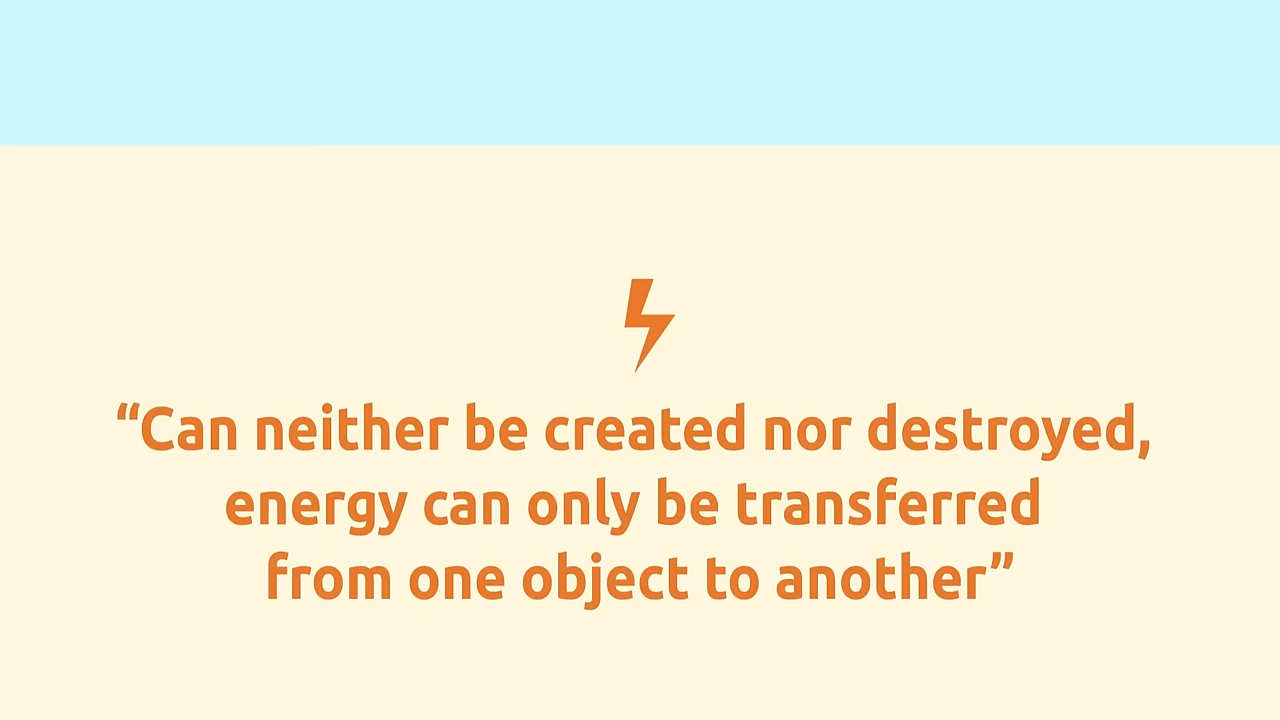 “Can neither be created nor destroyed,
energy can only be transferred
from one object to another”